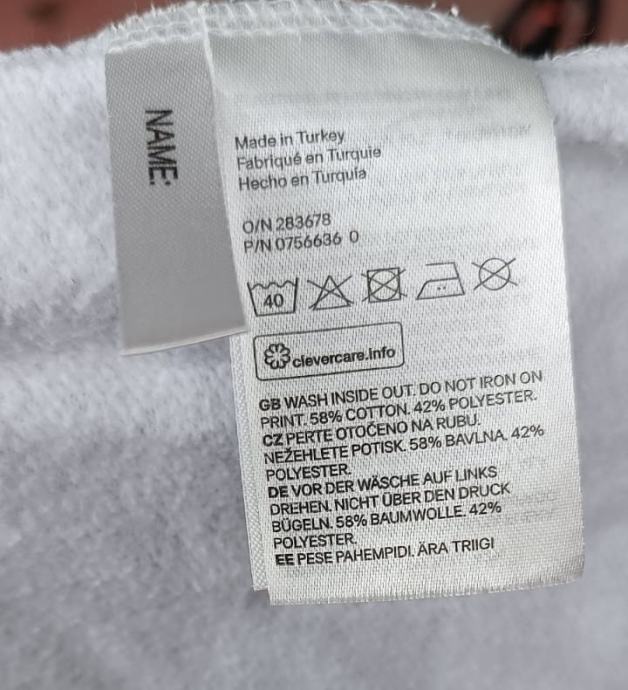 NAME:
Made in Turkey
Fabriqué en Turquie
Hecho en Turquía
O/N 283678
P/N 0756636 0
40
clevercare.info
GB WASH INSIDE OUT. DO NOT IRON ON
PRINT. 58% COTTON. 42% POLYESTER.
CZ PERTE OTOČENO NA RUBU.
NEŽEHLETE POTISK. 58% BAVLNA. 42%
POLYESTER.
DE VOR DER WÄSCHE AUF LINKS
DREHEN. NICHT ÜBER DEN DRUCK
BÜGELN. 58% BAUMWOLLE. 42%
POLYESTER.
EE PESE PAHEMPIDI. ÄRA TRIIGI